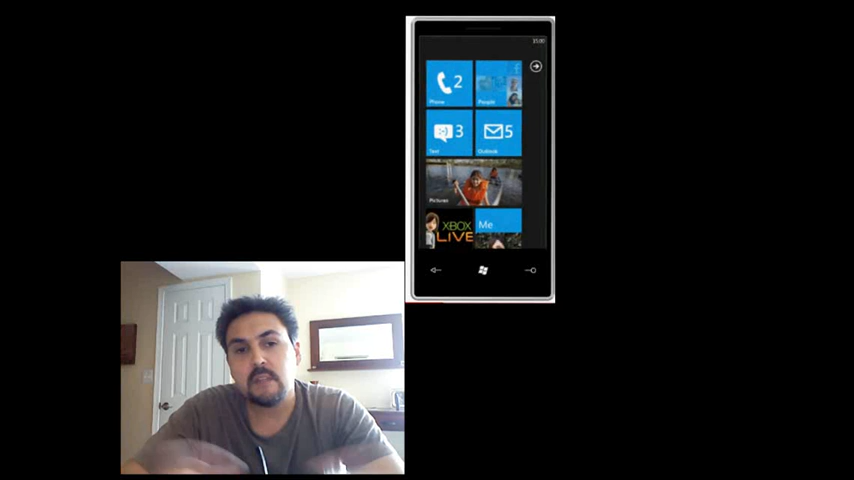 15:00
2
Phone
People
3
Text
5
Outlook
Pictures
XBOX
LIVE
Me